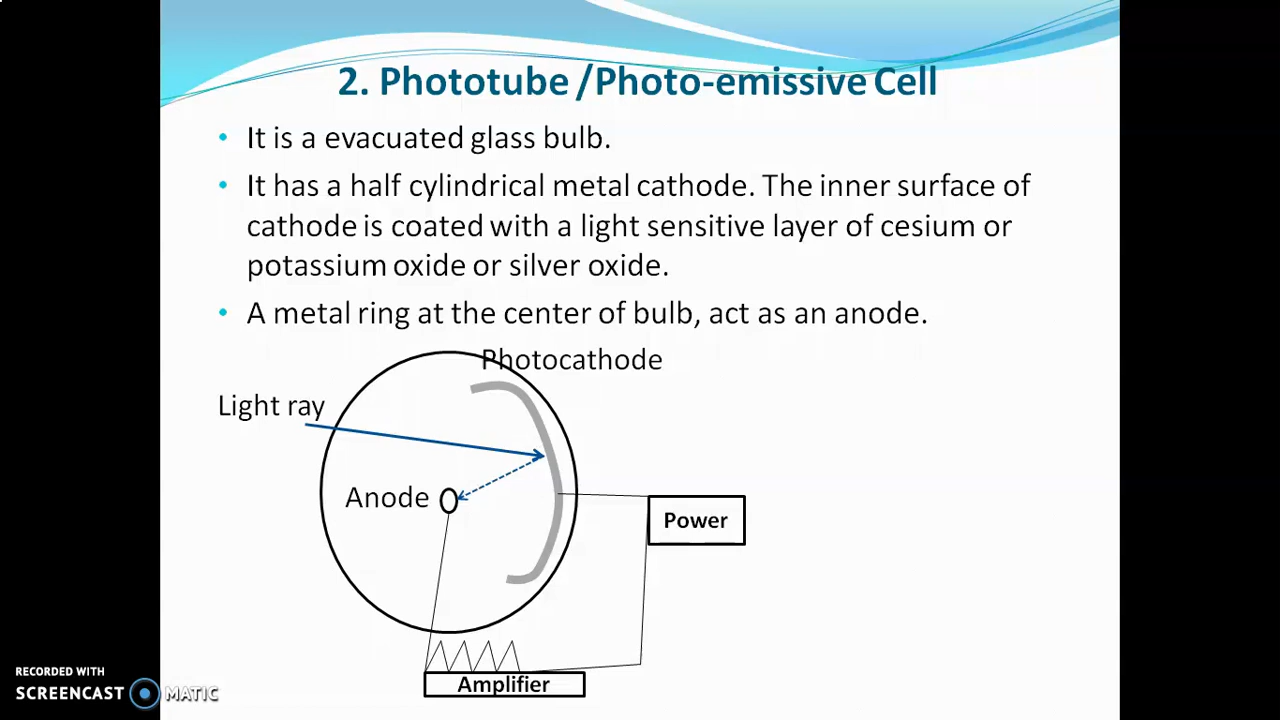 2. Phototube /Photo-emissive Cell
• It is a evacuated glass bulb.
• It has a half cylindrical metal cathode. The inner surface of
cathode is coated with a light sensitive layer of cesium or
potassium oxide or silver oxide.
• A metal ring at the center of bulb, act as an anode.
Photocathode
Light ray
Anode
Power
Amplifier
RECORDED WITH
SCREENCAST MATIC